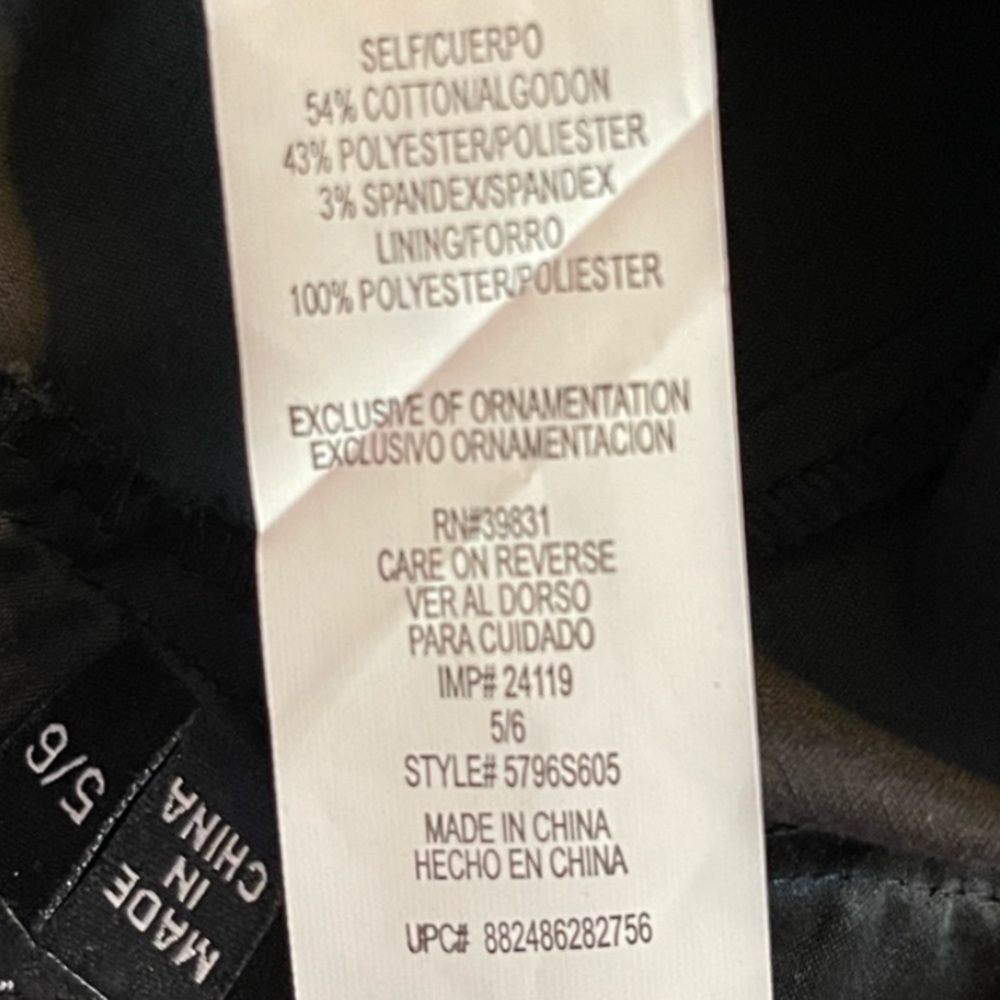 SELF/CUERPO
54% COTTON/ALGODON
43% POLYESTER/POLIESTER
3% SPANDEX/SPANDEX
LINING/FORRO
100% POLYESTER/POLIESTER
EXCLUSIVE OF ORNAMENTATION
EXCLUSIVO ORNAMENTACION
RN#39831
CARE ON REVERSE
VER AL DORSO
PARA CUIDADO
IMP# 24119
5/6
STYLE# 5796S605
MADE IN CHINA
HECHO EN CHINA
UPC# 882486282756
5/6
MADE
IN
CHINA